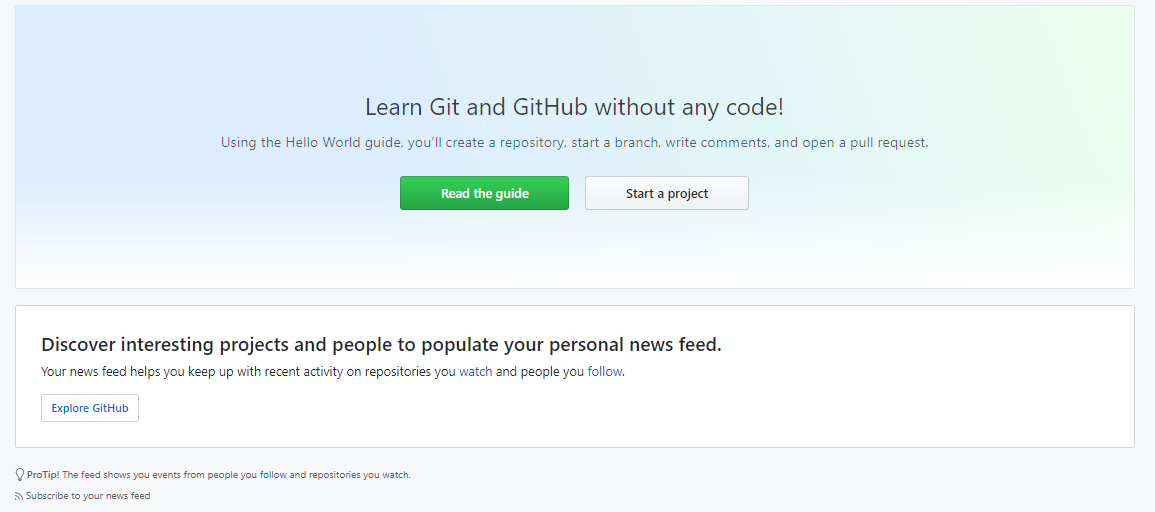 Learn Git and GitHub without any code!
Using the Hello World guide, you’ll create a repository, start a branch, write comments, and open a pull request.
Read the guide
Start a project
Discover interesting projects and people to populate your personal news feed.
Your news feed helps you keep up with recent activity on repositories you watch and people you follow.
Explore GitHub
ProTip! The feed shows you events from people you follow and repositories you watch.
Subscribe to your news feed